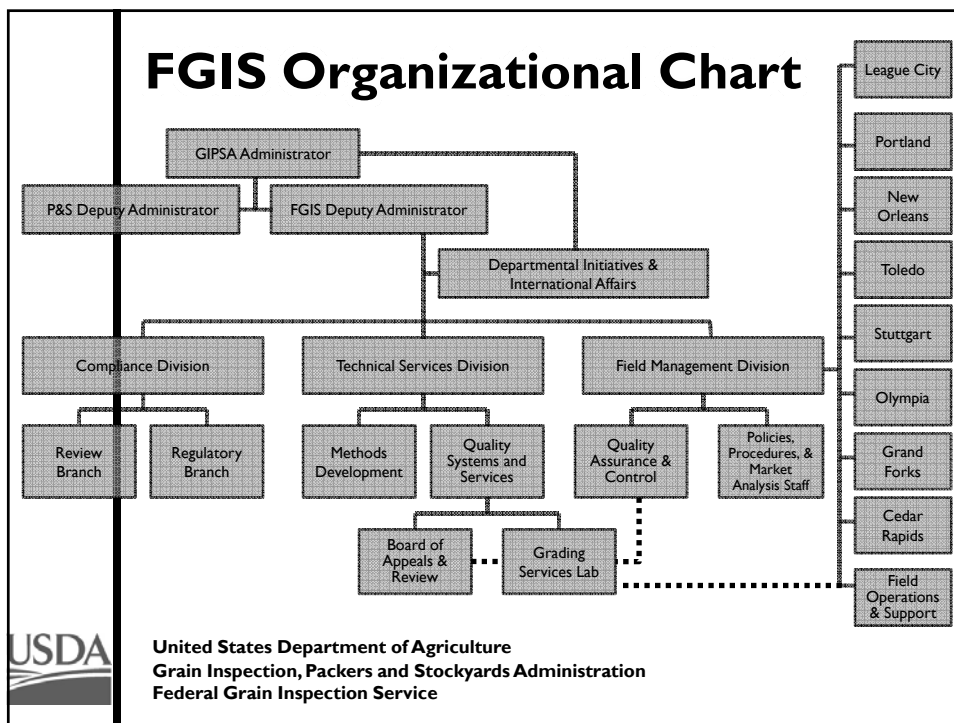 FGIS Organizational Chart
GIPSA Administrator
P&S Deputy Administrator
FGIS Deputy Administrator
Departmental Initiatives &
International Affairs
Compliance Division
Technical Services Division
Field Management Division
Review
Branch
Regulatory
Branch
Methods
Development
Quality
Systems and
Services
Quality
Assurance &
Control
Policies,
Procedures, &
Market
Analysis Staff
Board of
Appeals &
Review
Grading
Services Lab
League City
Portland
New
Orleans
Toledo
Stuttgart
Olympia
Grand
Forks
Cedar
Rapids
Field
Operations
& Support
USDA
United States Department of Agriculture
Grain Inspection, Packers and Stockyards Administration
Federal Grain Inspection Service